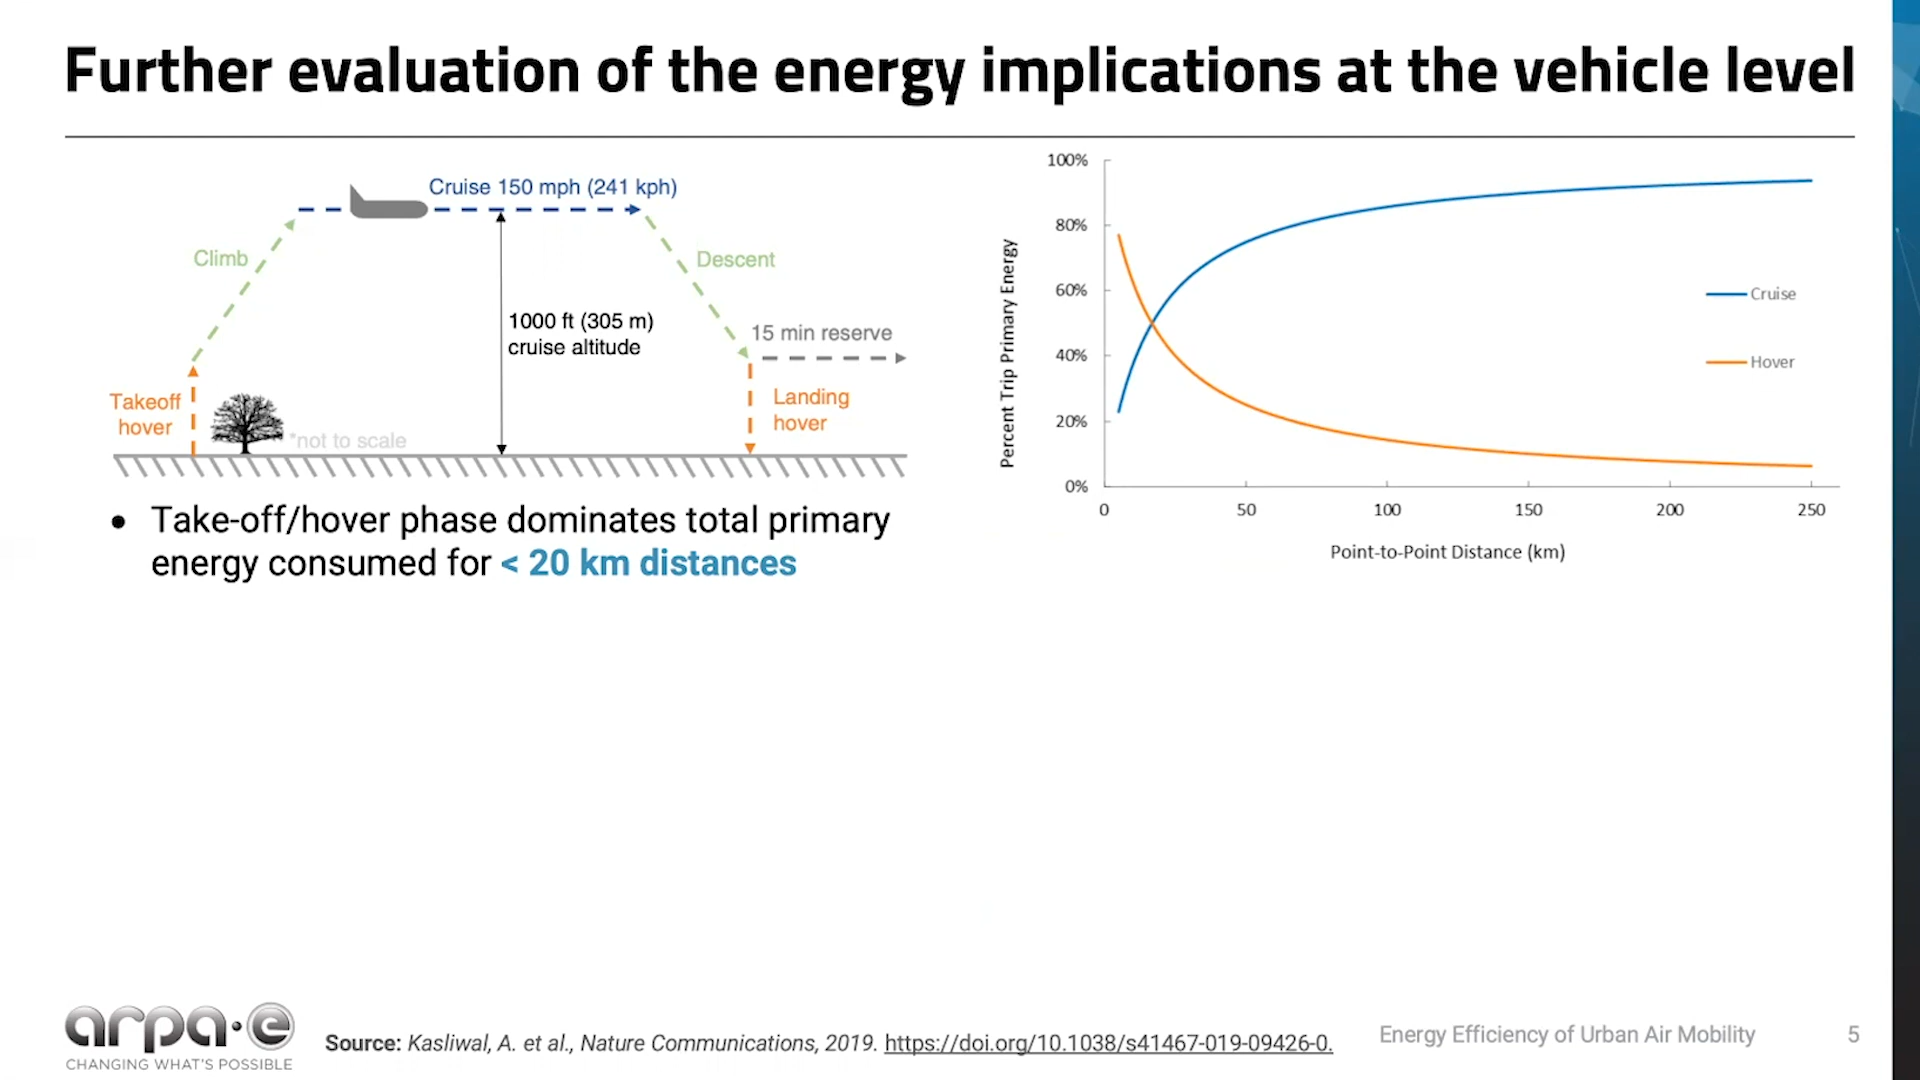 Further evaluation of the energy implications at the vehicle level
Cruise 150 mph (241 kph)
Climb
Descent
1000 ft (305 m)
cruise altitude
15 min reserve
Takeoff
hover
*not to scale
Landing
hover
• Take-off/hover phase dominates total primary
energy consumed for < 20 km distances
100%
80%
60%
40%
20%
0%
Percent Trip Primary Energy
0 50 100 150 200 250
Point-to-Point Distance (km)
Cruise
Hover
arpa·e
CHANGING WHAT'S POSSIBLE
Source: Kasliwal, A. et al., Nature Communications, 2019. https://doi.org/10.1038/s41467-019-09426-0.
Energy Efficiency of Urban Air Mobility 5